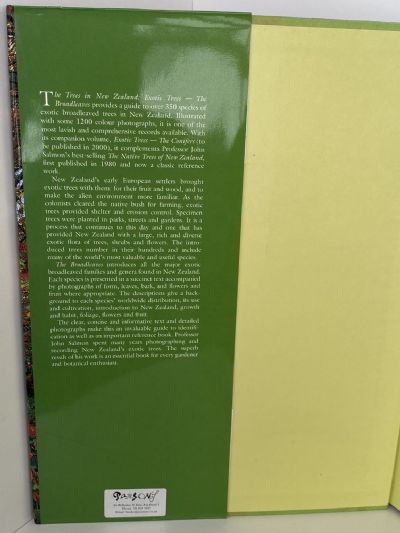 The Trees in New Zealand: Exotic Trees — The
Broadleaves provides a guide to over 350 species of
exotic broadleaved trees in New Zealand. Illustrated
with some 1200 colour photographs, it is one of the
most lavish and comprehensive records available. With
its companion volume, Exotic Trees — The Conifers (to
be published in 2000), it complements Professor John
Salmon's best-selling The Native Trees of New Zealand,
first published in 1980 and now a classic reference
work.
New Zealand's early European settlers brought
exotic trees with them: for their fruit and wood, and to
make the alien environment more familiar. As the
colonists cleared the native bush for farming, exotic
trees provided shelter and erosion control. Specimen
trees were planted in parks, streets and gardens. It is a
process that continues to this day and one that has
provided New Zealand with a large, rich and diverse
exotic flora of trees, shrubs and flowers. The intro-
duced trees number in their hundreds and include
many of the world's most valuable and useful species.
The Broadleaves introduces all the major exotic
broadleaved families and genera found in New Zealand.
Each species is presented in a succinct text accompanied
by photographs of form, leaves, bark, and flowers and
fruit where appropriate. The descriptions give a back-
ground to each species' worldwide distribution, its use
and cultivation, introduction to New Zealand, growth
and habit, foliage, flowers and fruit.
The clear, concise and informative text and detailed
photographs make this an invaluable guide to identifi-
cation as well as an important reference book. Professor
John Salmon spent many years photographing and
recording New Zealand's exotic trees. The superb
result of his work is an essential book for every gardener
and botanical enthusiast.
PARSONS